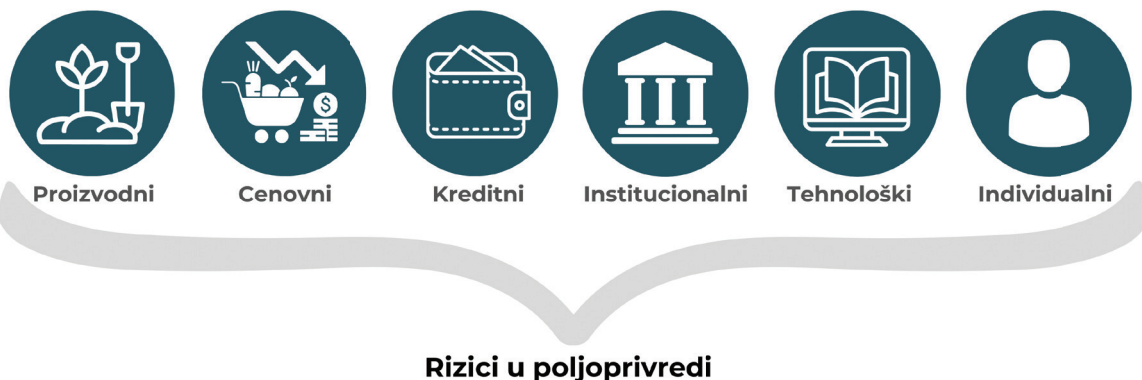 $
Proizvodni
Cenovni
Kreditni
Institucionalni
Tehnološki
Individualni
Rizici u poljoprivredi